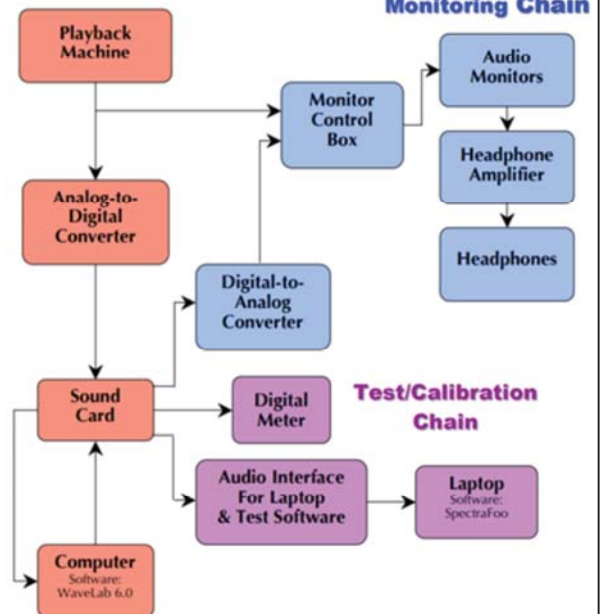 Monitoring Chain
Playback
Machine
Audio
Monitors
Monitor
Control
Box
Headphone
Amplifier
Analog-to-
Digital
Converter
Headphones
Digital-to-
Analog
Converter
Sound
Card
Digital
Meter
Test/Calibration
Chain
Audio Interface
For Laptop
& Test Software
Laptop
Software:
SpectraFoo
Computer
Software:
WaveLab 6.0